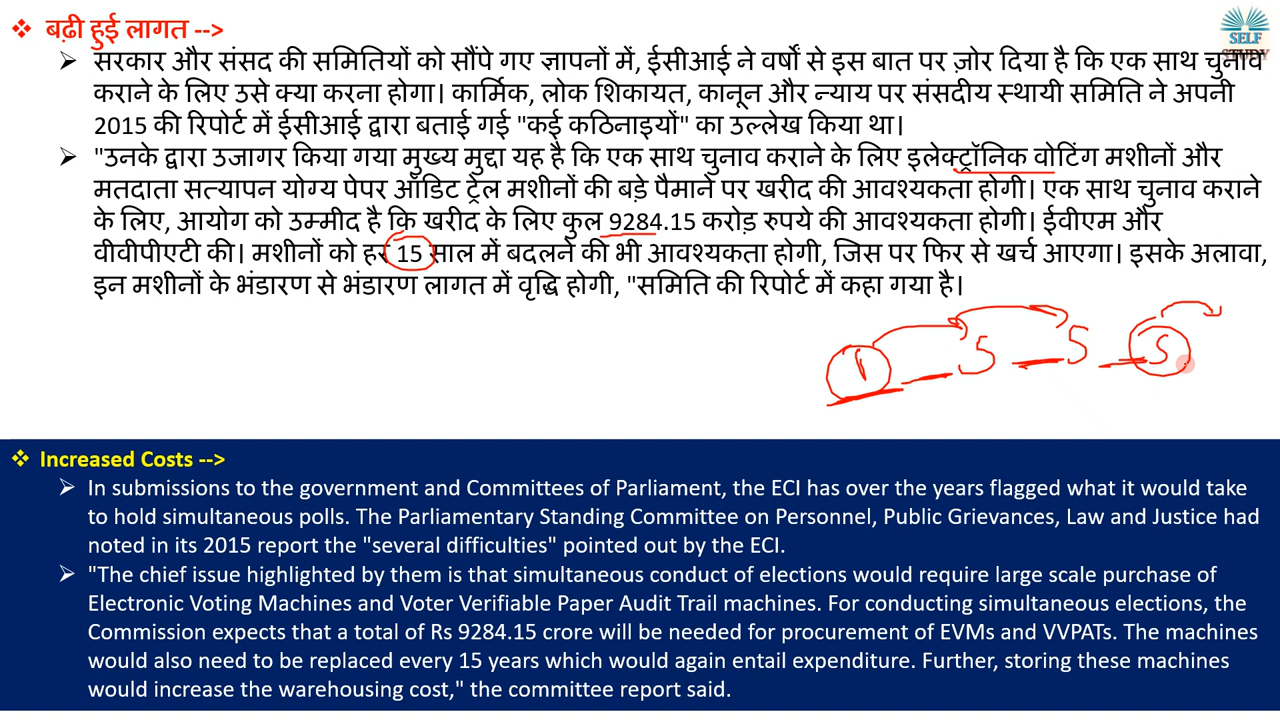 ❖ बढ़ी हुई लागत -->
SELF
STUDY
➤ सरकार और संसद की समितियों को सौंपे गए ज्ञापनों में, ईसीआई ने वर्षों से इस बात पर ज़ोर दिया है कि एक साथ चुनाव
कराने के लिए उसे क्या करना होगा। कार्मिक, लोक शिकायत, कानून और न्याय पर संसदीय स्थायी समिति ने अपनी
2015 की रिपोर्ट में ईसीआई द्वारा बताई गई "कई कठिनाइयों" का उल्लेख किया था।
➤ "उनके द्वारा उजागर किया गया मुख्य मुद्दा यह है कि एक साथ चुनाव कराने के लिए इलेक्ट्रॉनिक वोटिंग मशीनों और
मतदाता सत्यापन योग्य पेपर ऑडिट ट्रेल मशीनों की बड़े पैमाने पर खरीद की आवश्यकता होगी। एक साथ चुनाव कराने
के लिए, आयोग को उम्मीद है कि खरीद के लिए कुल 9284.15 करोड़ रुपये की आवश्यकता होगी। ईवीएम और
वीवीपीएटी की। मशीनों को हर 15 साल में बदलने की भी आवश्यकता होगी, जिस पर फिर से खर्च आएगा। इसके अलावा,
इन मशीनों के भंडारण से भंडारण लागत में वृद्धि होगी, "समिति की रिपोर्ट में कहा गया है।
5 5 5
❖ Increased Costs -->
➤ In submissions to the government and Committees of Parliament, the ECI has over the years flagged what it would take
to hold simultaneous polls. The Parliamentary Standing Committee on Personnel, Public Grievances, Law and Justice had
noted in its 2015 report the "several difficulties" pointed out by the ECI.
➤ "The chief issue highlighted by them is that simultaneous conduct of elections would require large scale purchase of
Electronic Voting Machines and Voter Verifiable Paper Audit Trail machines. For conducting simultaneous elections, the
Commission expects that a total of Rs 9284.15 crore will be needed for procurement of EVMs and VVPATs. The machines
would also need to be replaced every 15 years which would again entail expenditure. Further, storing these machines
would increase the warehousing cost," the committee report said.